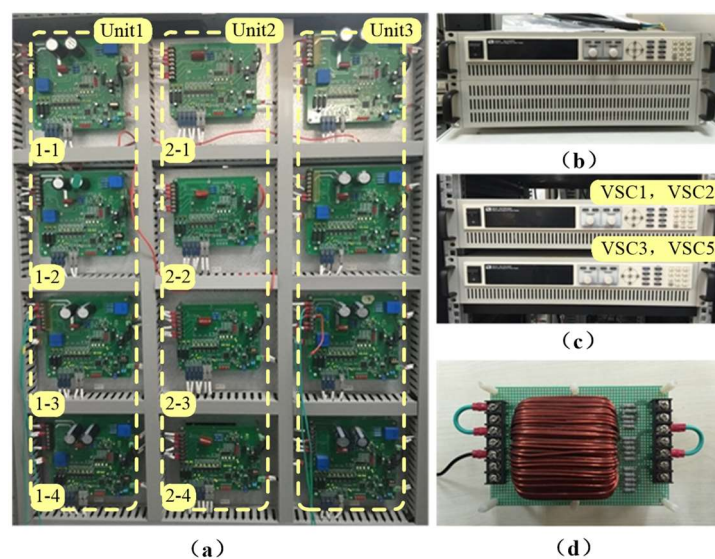 Unit1
Unit2
Unit3
1-1
2-1
1-2
2-2
1-3
2-3
1-4
2-4
(a)
(b)
VSC1, VSC2
VSC3, VSC5
(c)
(d)